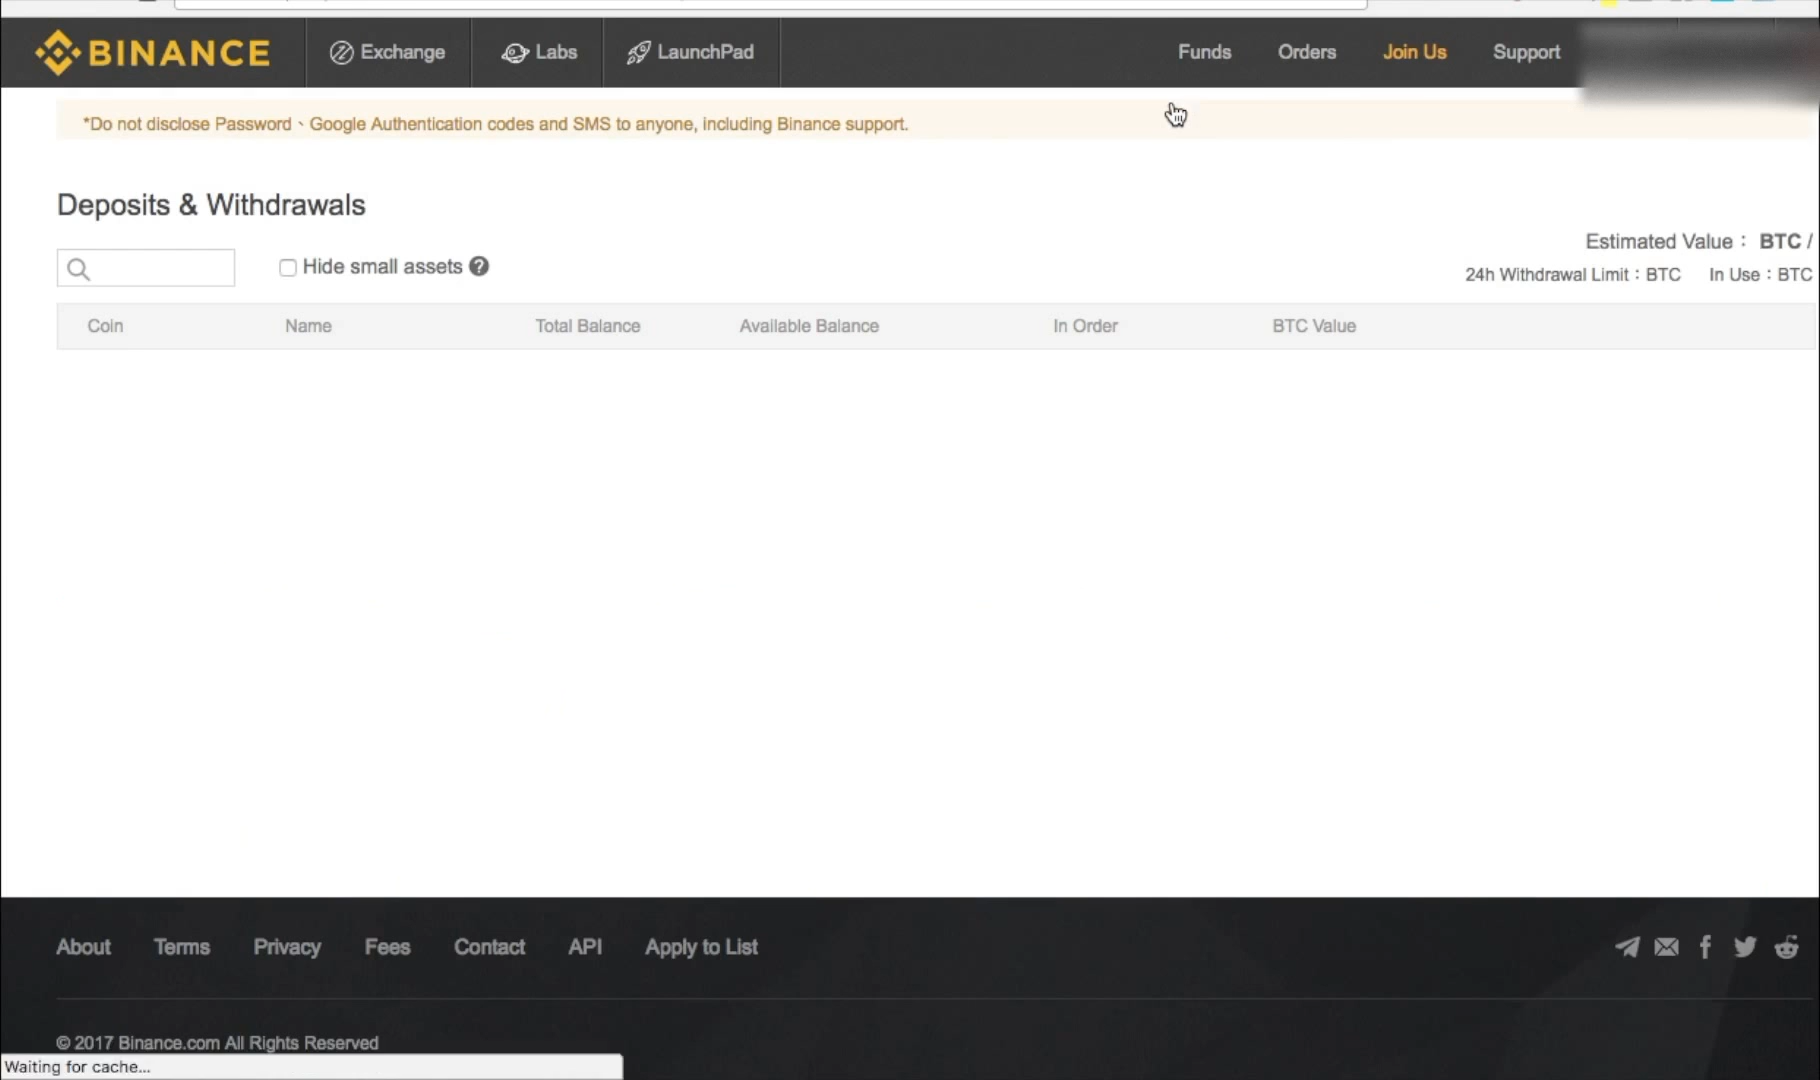 BINANCE Exchange Labs LaunchPad Funds Orders Join Us Support
*Do not disclose Password、Google Authentication codes and SMS to anyone, including Binance support.
Deposits & Withdrawals
Estimated Value： BTC /
Hide small assets ?
24h Withdrawal Limit：BTC In Use：BTC
Coin Name Total Balance Available Balance In Order BTC Value
About Terms Privacy Fees Contact API Apply to List
© 2017 Binance.com All Rights Reserved
Waiting for cache...